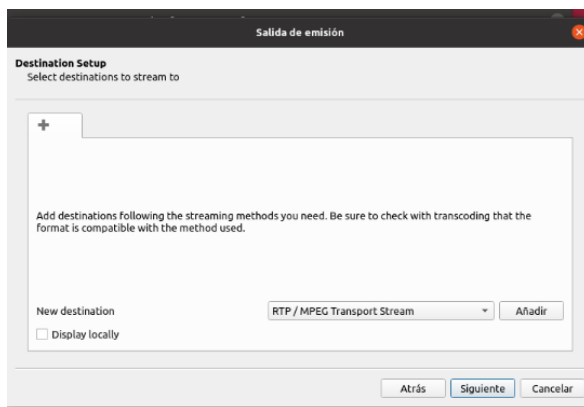 Salida de emisión
Destination Setup
Select destinations to stream to
Add destinations following the streaming methods you need. Be sure to check with transcoding that the
format is compatible with the method used.
New destination RTP / MPEG Transport Stream Añadir
Display locally
Atrás Siguiente Cancelar